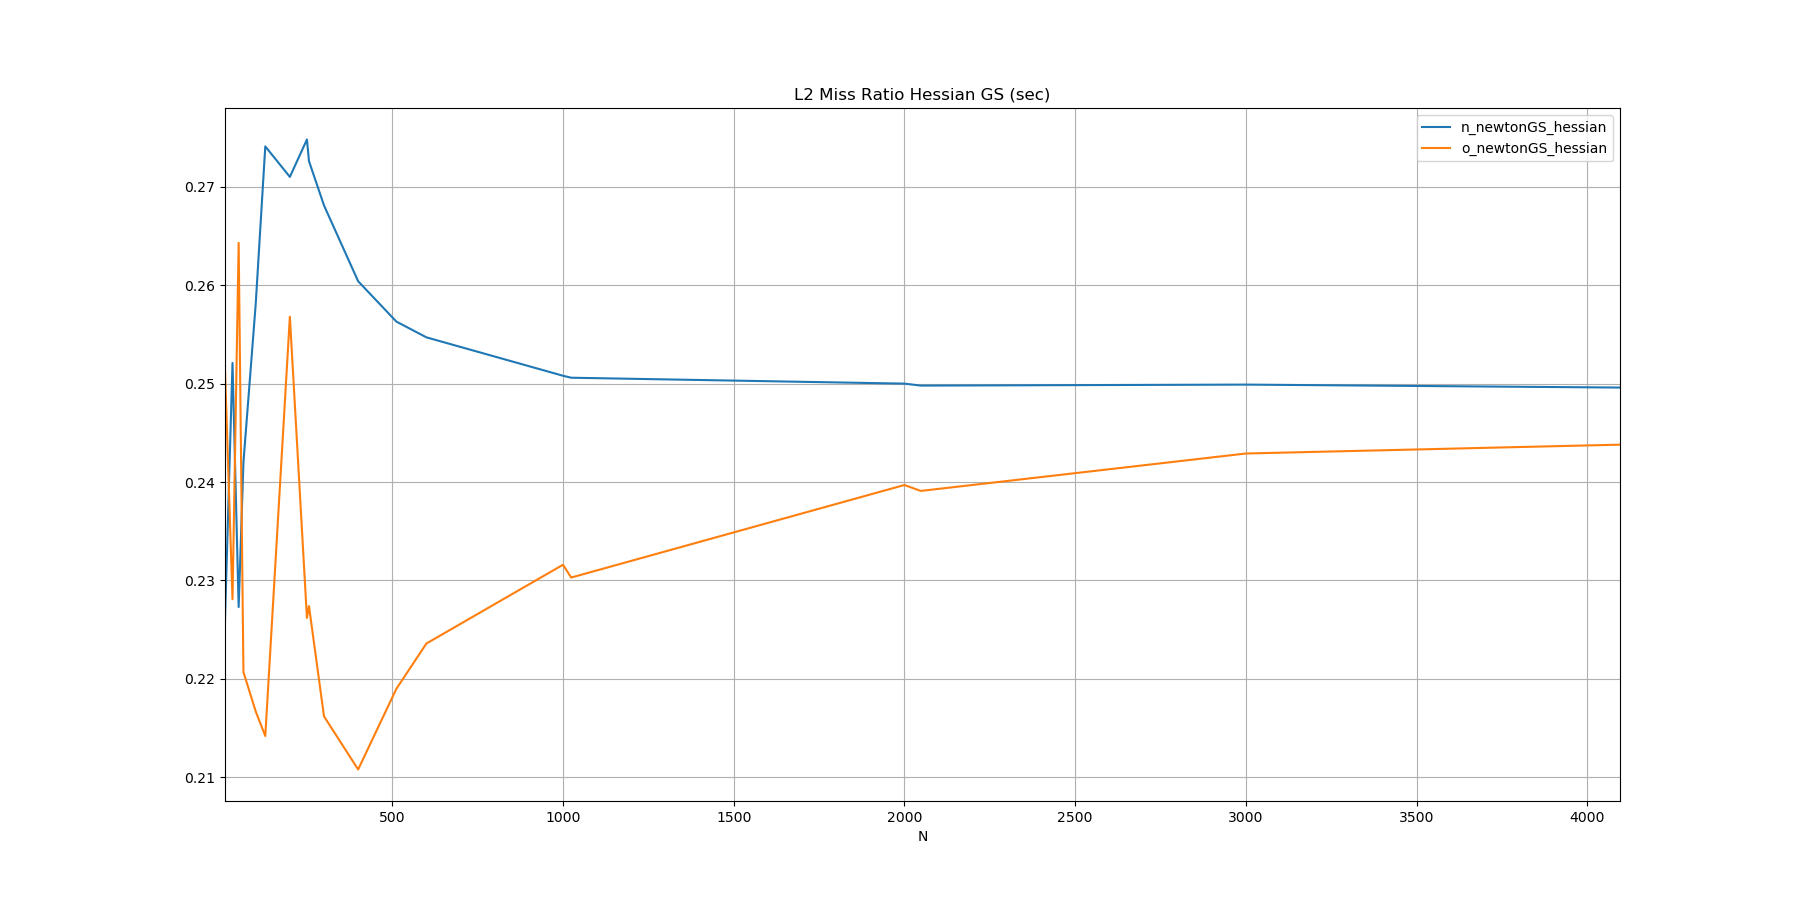 L2 Miss Ratio Hessian GS (sec)
n_newtonGS_hessian
o_newtonGS_hessian
0.27
0.26
0.25
0.24
0.23
0.22
0.21
500 1000 1500 2000 2500 3000 3500 4000
N